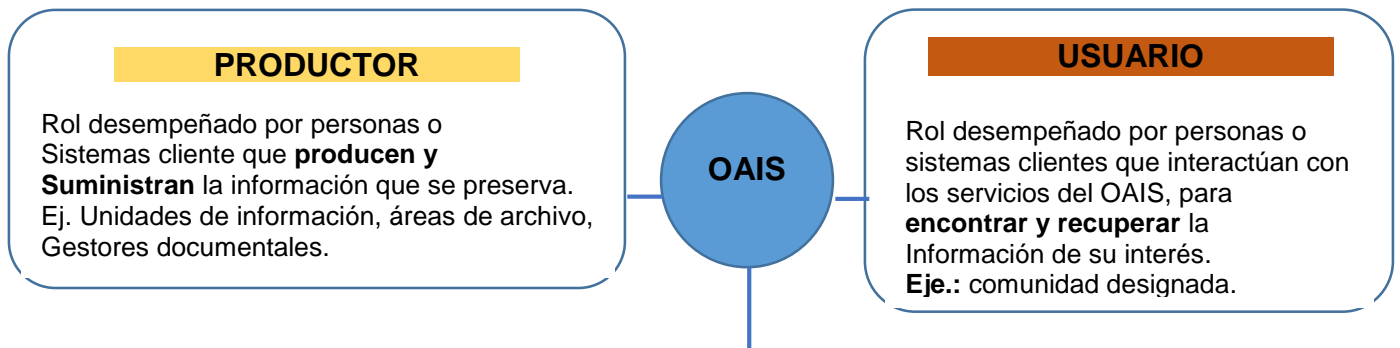 PRODUCTOR
Rol desempeñado por personas o
Sistemas cliente que producen y
Suministran la información que se preserva.
Ej. Unidades de información, áreas de archivo,
Gestores documentales.
OAIS
USUARIO
Rol desempeñado por personas o
sistemas clientes que interactúan con
los servicios del OAIS, para
encontrar y recuperar la
Información de su interés.
Eje.: comunidad designada.